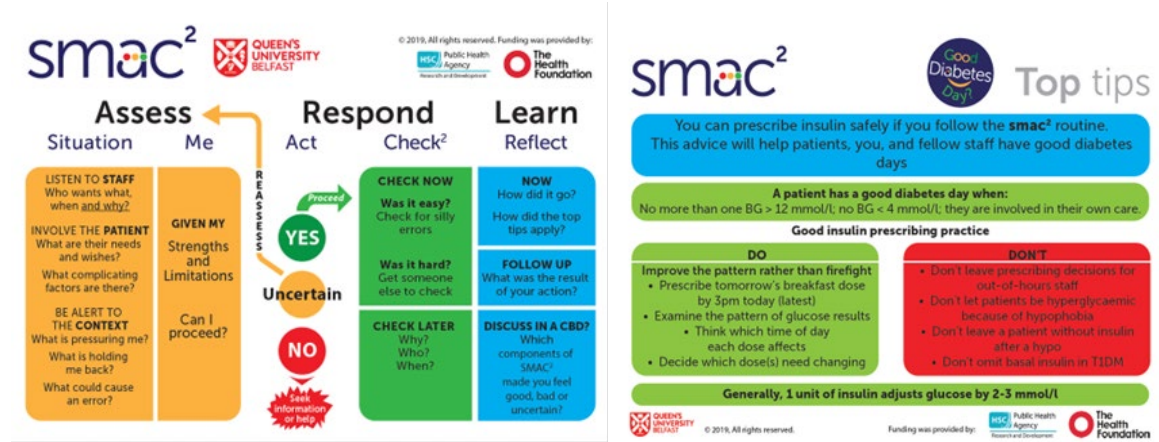 smac²
QUEEN'S
UNIVERSITY
BELFAST
© 2019, All rights reserved. Funding was provided by:
HSC Public Health
Agency
Research and Development
The
Health
Foundation
Assess
Respond
Learn
Situation
Me
Act
Check²
Reflect
LISTEN TO STAFF
Who wants what,
when and why?
INVOLVE THE PATIENT
What are their needs
and wishes?
What complicating
factors are there?
BE ALERT TO
THE CONTEXT
What is pressuring me?
What is holding
me back?
What could cause
an error?
GIVEN MY
Strengths
and
Limitations
Can I
proceed?
REASSESS
Proceed
YES
Uncertain
NO
Seek
information
or help
CHECK NOW
Was it easy?
Check for silly
errors
Was it hard?
Get someone
else to check
CHECK LATER
Why?
Who?
When?
NOW
How did it go?
How did the top
tips apply?
FOLLOW UP
What was the result
of your action?
DISCUSS IN A CBD?
Which
components of
SMAC²
made you feel
good, bad or
uncertain?
smac²
Good
Diabetes
Day?
Top tips
You can prescribe insulin safely if you follow the smac² routine.
This advice will help patients, you, and fellow staff have good diabetes
days
A patient has a good diabetes day when:
No more than one BG > 12 mmol/l; no BG < 4 mmol/l; they are involved in their own care.
Good insulin prescribing practice
DO
Improve the pattern rather than firefight
• Prescribe tomorrow's breakfast dose
by 3pm today (latest)
• Examine the pattern of glucose results
• Think which time of day
each dose affects
• Decide which dose(s) need changing
DON'T
• Don't leave prescribing decisions for
out-of-hours staff
• Don't let patients be hyperglycaemic
because of hypophobia
• Don't leave a patient without insulin
after a hypo
• Don't omit basal insulin in T1DM
Generally, 1 unit of insulin adjusts glucose by 2-3 mmol/l
QUEEN'S
UNIVERSITY
BELFAST
© 2019, All rights reserved.
Funding was provided by:
HSC Public Health
Agency
Research and Development
The
Health
Foundation